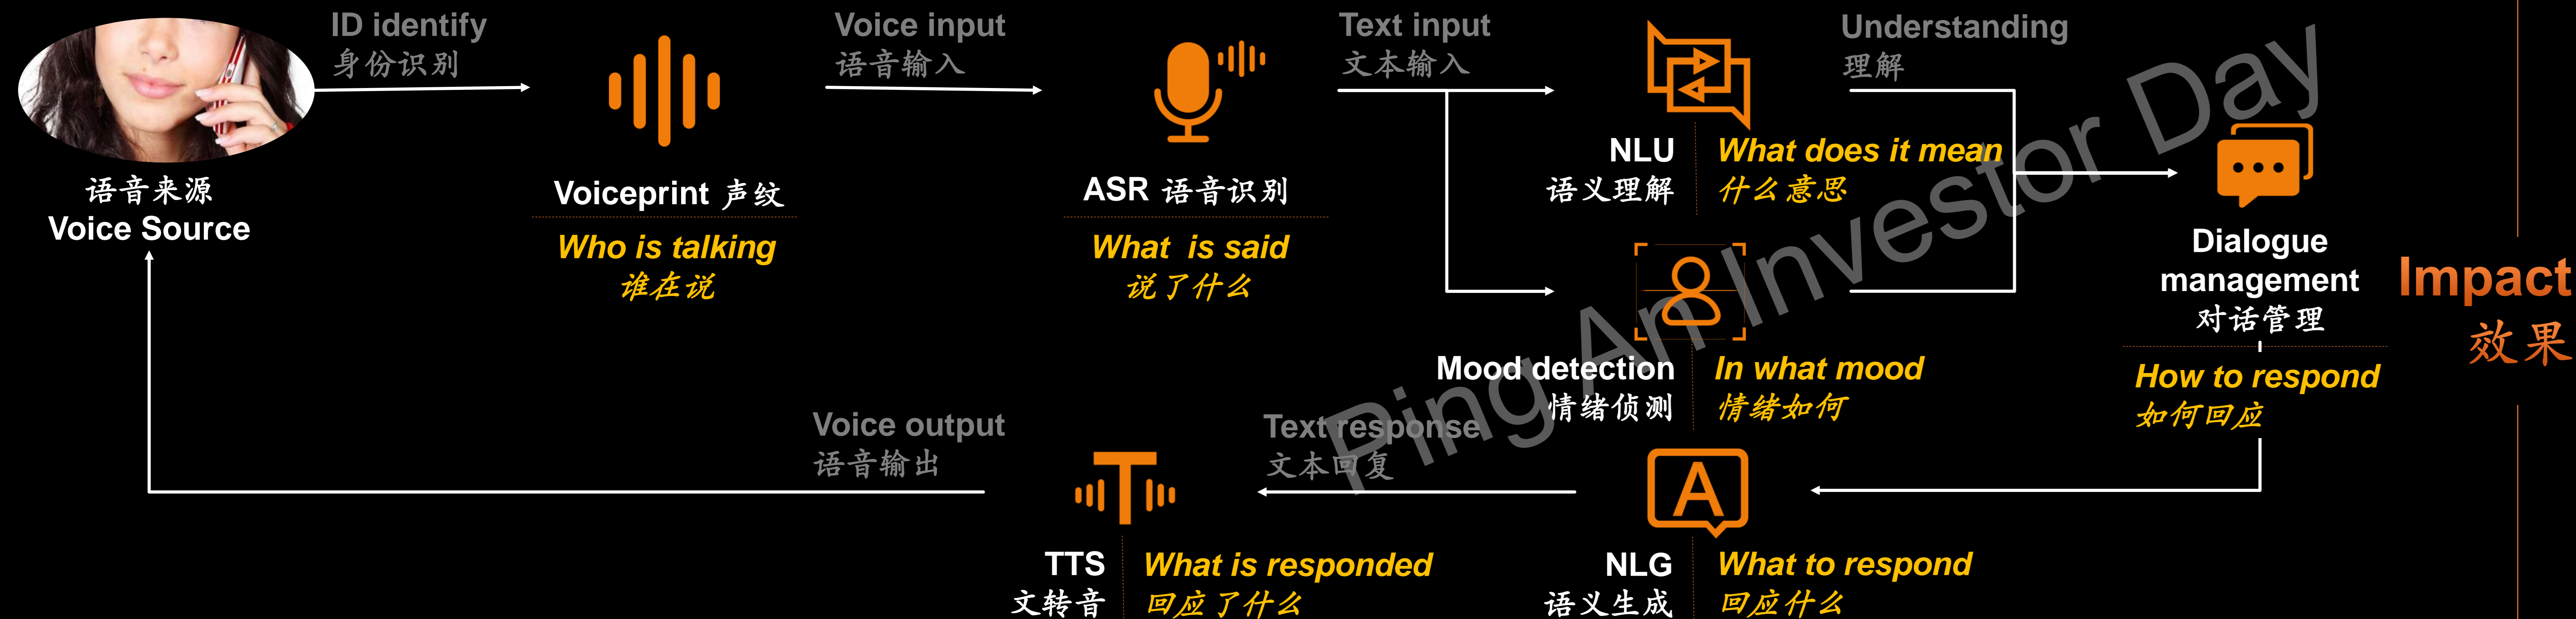 ID identify
身份识别
Voice input
语音输入
Text input
文本输入
Understanding
理解
语音来源
Voice Source
Voiceprint 声纹
Who is talking
谁在说
ASR 语音识别
What is said
说了什么
NLU
语义理解
What does it mean
什么意思
Mood detection
情绪侦测
In what mood
情绪如何
Dialogue
management
对话管理
How to respond
如何回应
Impact
效果
Voice output
语音输出
Text response
文本回复
TTS
文转音
What is responded
回应了什么
A
NLG
语义生成
What to respond
回应什么
Ping An Investor Day